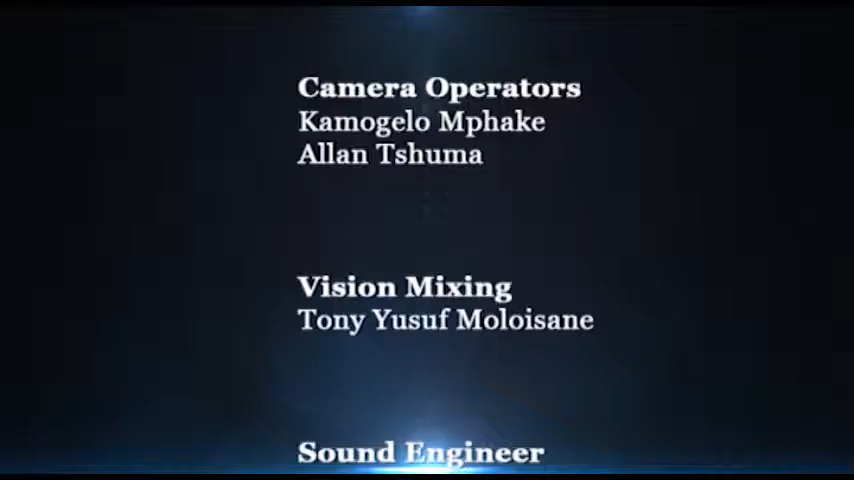 Camera Operators
Kamogelo Mphake
Allan Tshuma
Vision Mixing
Tony Yusuf Moloisane
Sound Engineer